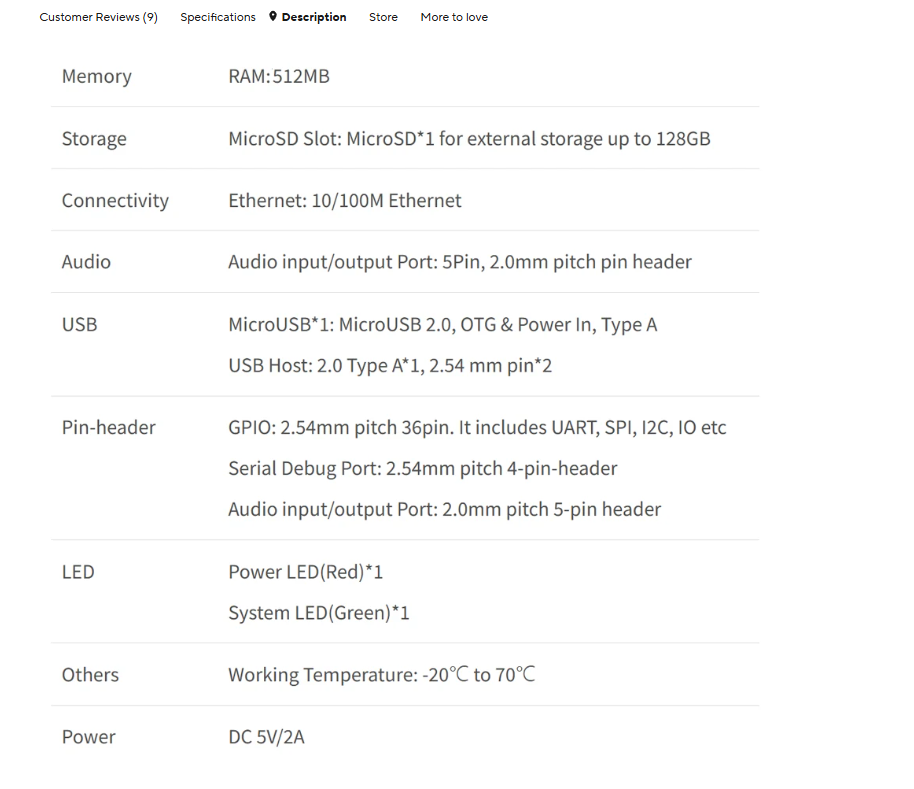 Customer Reviews (9) Specifications Description Store More to love
Memory RAM:512MB
Storage MicroSD Slot: MicroSD*1 for external storage up to 128GB
Connectivity Ethernet: 10/100M Ethernet
Audio Audio input/output Port: 5Pin, 2.0mm pitch pin header
USB MicroUSB*1: MicroUSB 2.0, OTG & Power In, Type A
USB Host: 2.0 Type A*1, 2.54 mm pin*2
Pin-header GPIO: 2.54mm pitch 36pin. It includes UART, SPI, I2C, IO etc
Serial Debug Port: 2.54mm pitch 4-pin-header
Audio input/output Port: 2.0mm pitch 5-pin header
LED Power LED(Red)*1
System LED(Green)*1
Others Working Temperature: -20℃ to 70℃
Power DC 5V/2A